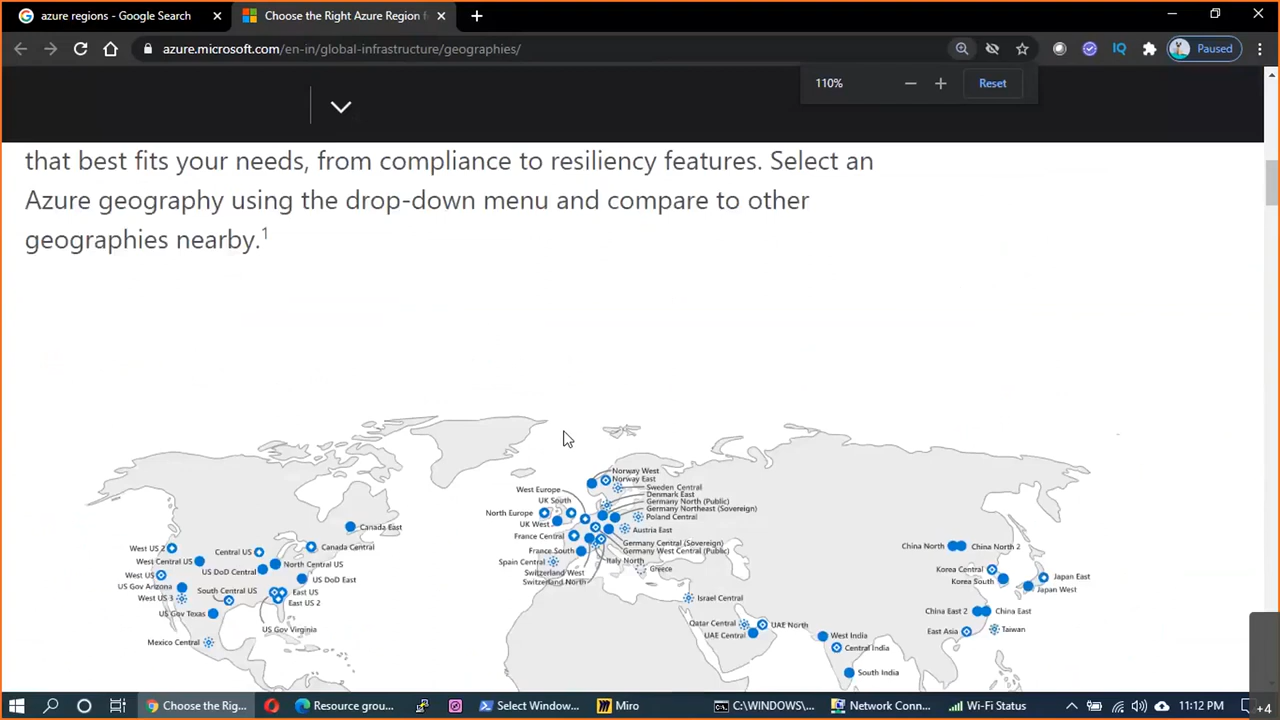 azure regions - Google Search
Choose the Right Azure Region f
azure.microsoft.com/en-in/global-infrastructure/geographies/
IQ
Paused
110%
Reset
that best fits your needs, from compliance to resiliency features. Select an
Azure geography using the drop-down menu and compare to other
geographies nearby.1
Norway West
Norway East
Sweden Central
West Europe
Denmark East
UK South
Germany North (Public)
Germany Northeast (Sovereign)
North Europe
Poland Central
UK West
Canada East
Austria East
France Central
Germany Central (Sovereign)
Germany West Central (Public)
France South
Italy North
Spain Central
Greece
Switzerland West
Switzerland North
West US 2
Central US
Canada Central
West Central US
North Central US
US DoD Central
West US
US DoD East
US Gov Arizona
South Central US
East US
West US 3
East US 2
US Gov Texas
US Gov Virginia
Mexico Central
Israel Central
Qatar Central
UAE North
UAE Central
West India
Central India
South India
China North
China North 2
Korea Central
Korea South
Japan East
Japan West
China East 2
China East
East Asia
Taiwan
Choose the Rig...
Resource grou...
Select Window...
Miro
C:\WINDOWS\...
Network Conn...
Wi-Fi Status
11:12 PM
+4